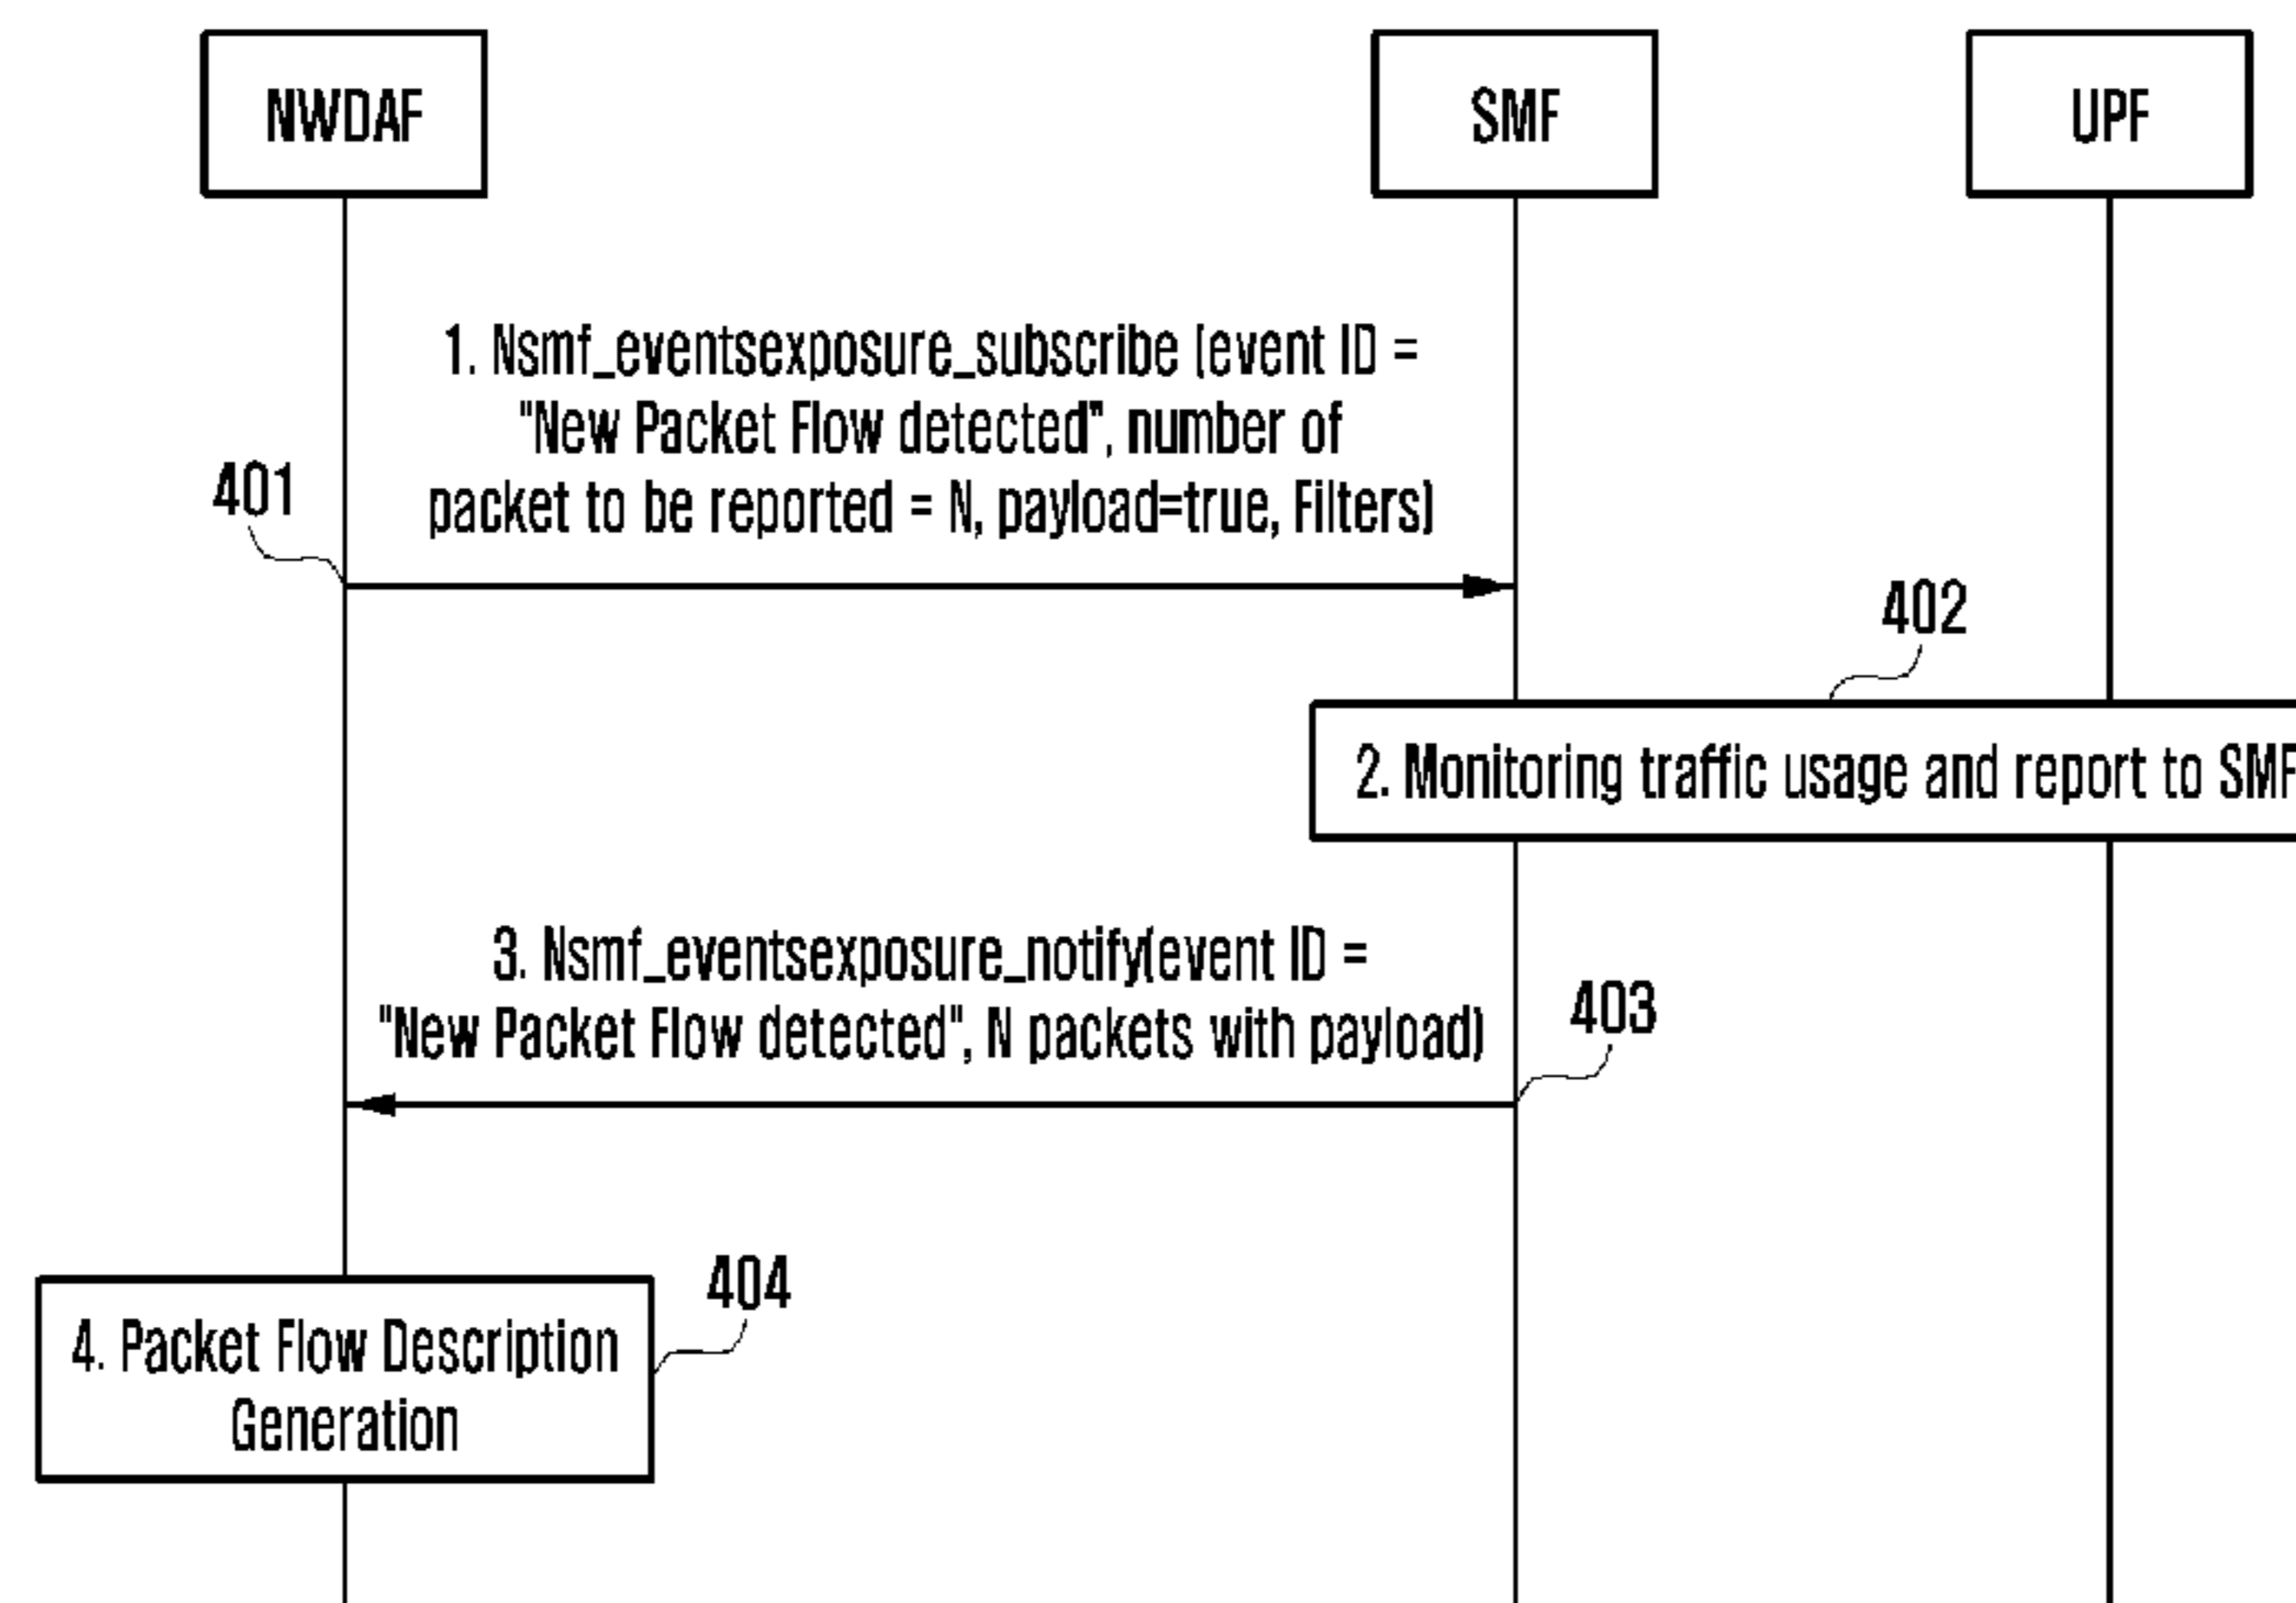 NWDAF
SMF
UPF
1. Nsmf_eventsexposure_subscribe (event ID =
"New Packet Flow detected", number of
packet to be reported = N, payload=true, Filters)
401
402
2. Monitoring traffic usage and report to SMF
3. Nsmf_eventsexposure_notify(event ID =
"New Packet Flow detected", N packets with payload)
403
404
4. Packet Flow Description
Generation